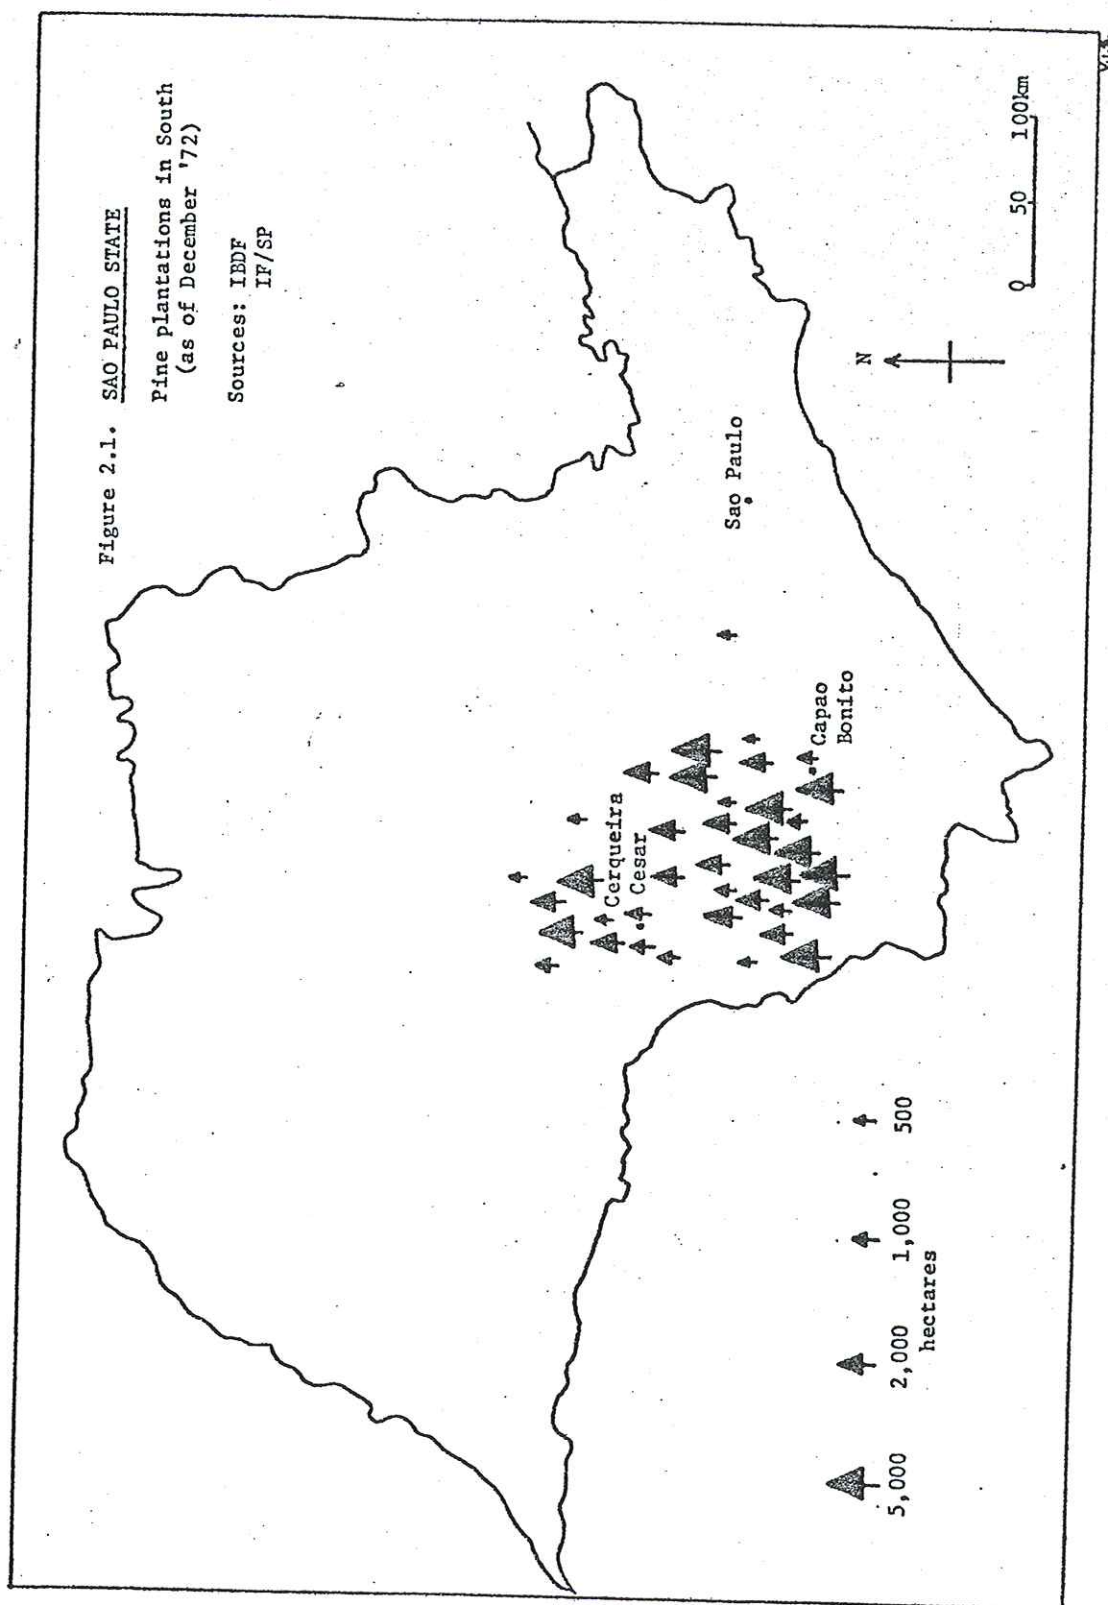 Figure 2.1. SAO PAULO STATE
Pine plantations in South
(as of December '72)
Sources: IBDF
IF/SP
Cerqueira
Cesar
Sao Paulo
Capao
Bonito
N
0 50 100km
5,000 2,000 1,000 500
hectares